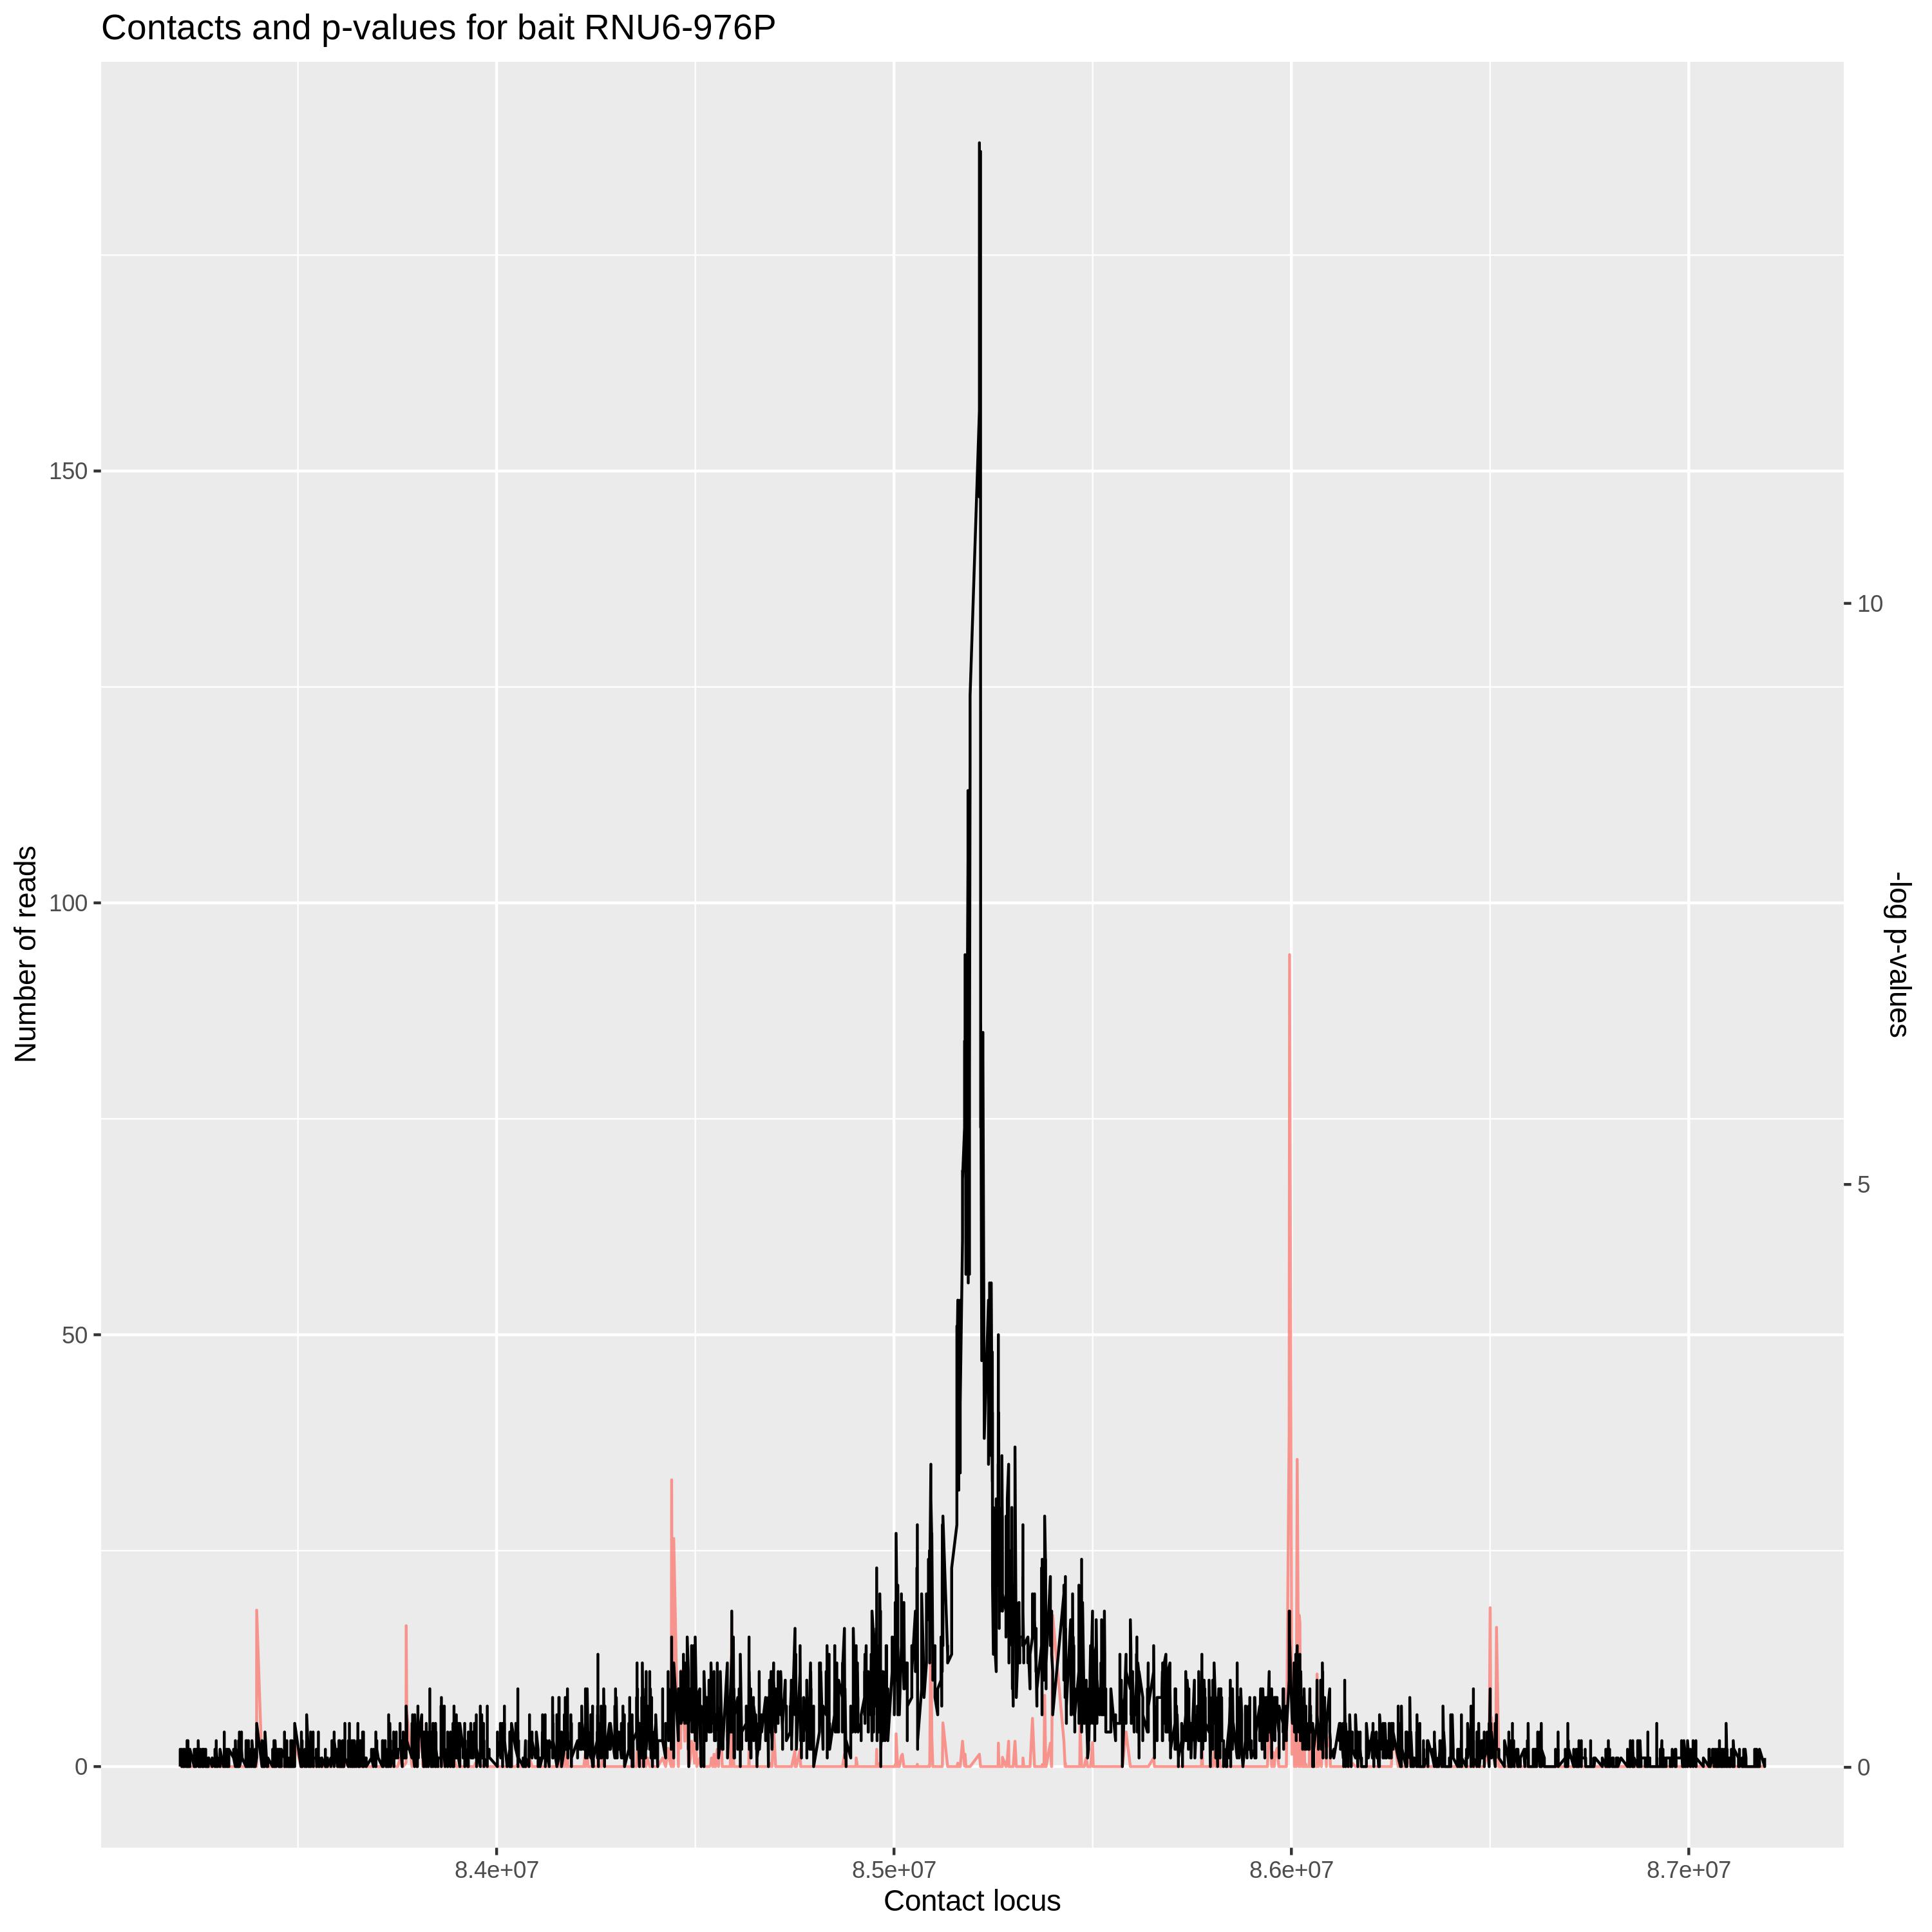 Contacts and p-values for bait RNU6-976P
Number of reads
150
100
50
0
10
5
0
-log p-values
8.4e+07
8.5e+07
8.6e+07
8.7e+07
Contact locus